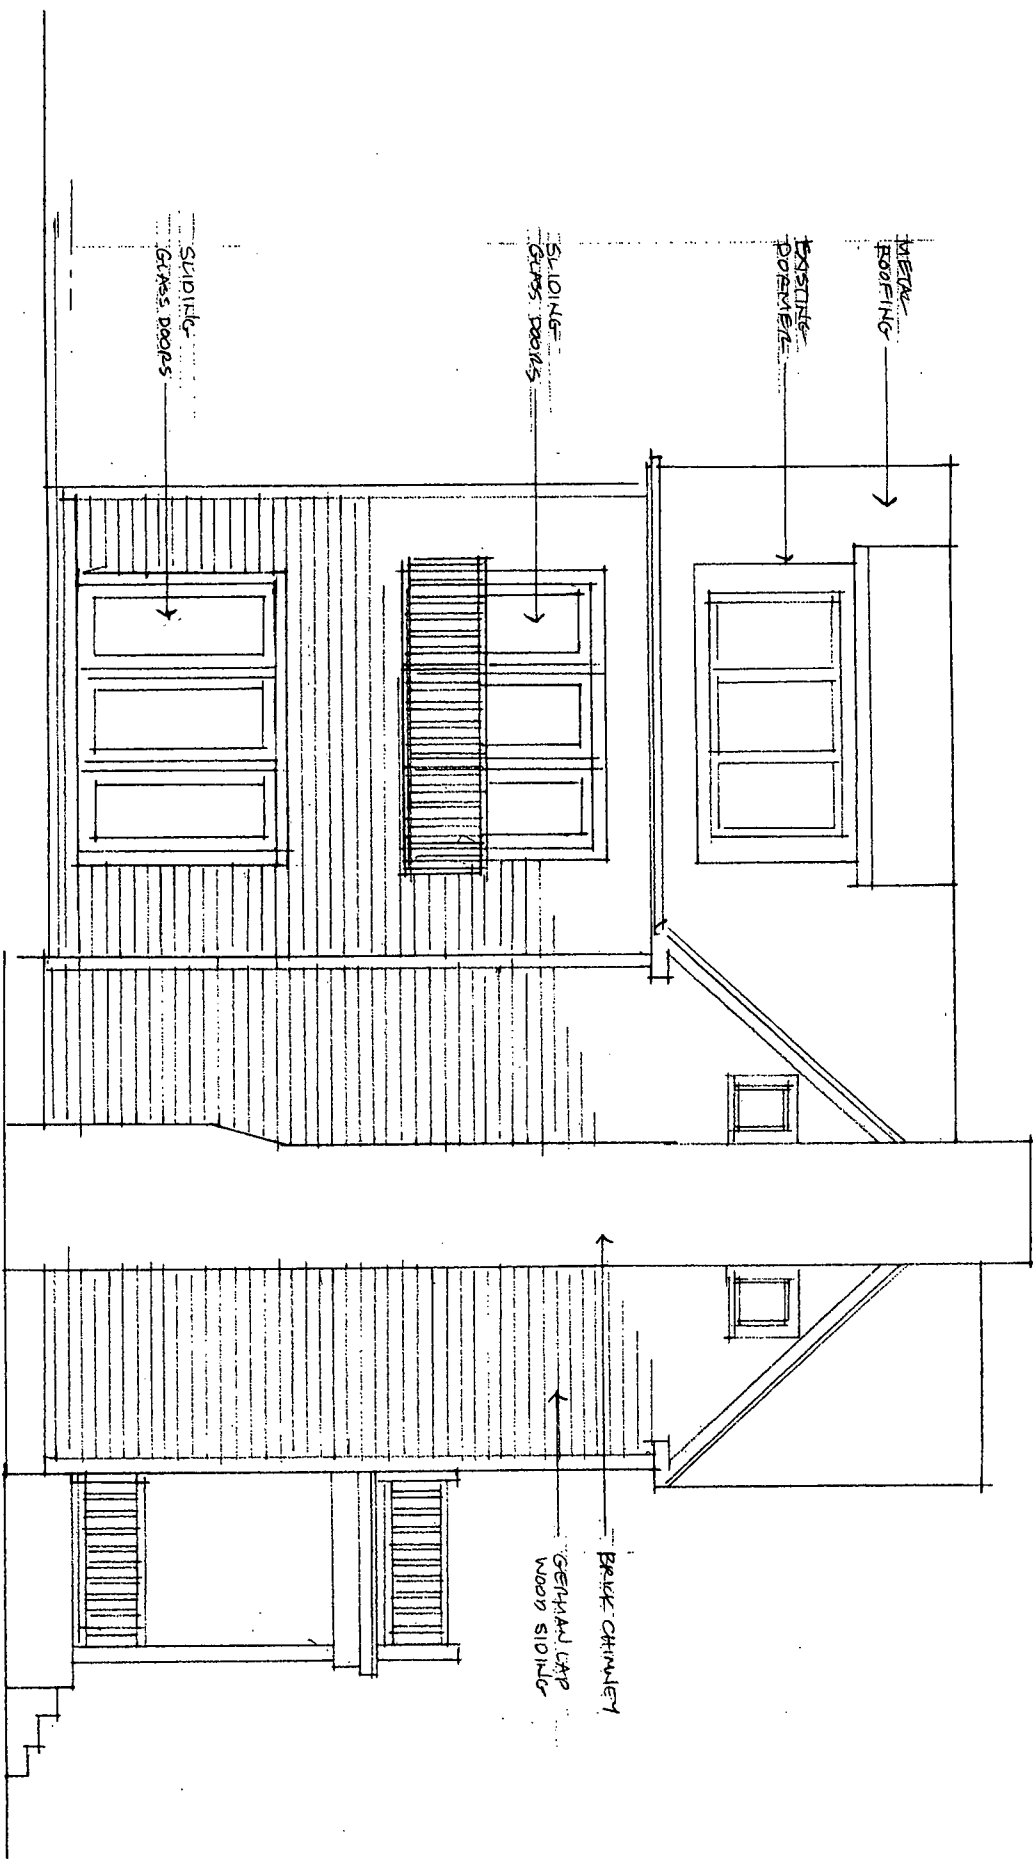 METAL
ROOFING
EXISTING
DORMER
SLIDING
GLASS DOORS
SLIDING
GLASS DOORS
BRICK CHIMNEY
GERMAN LAP
WOOD SIDING